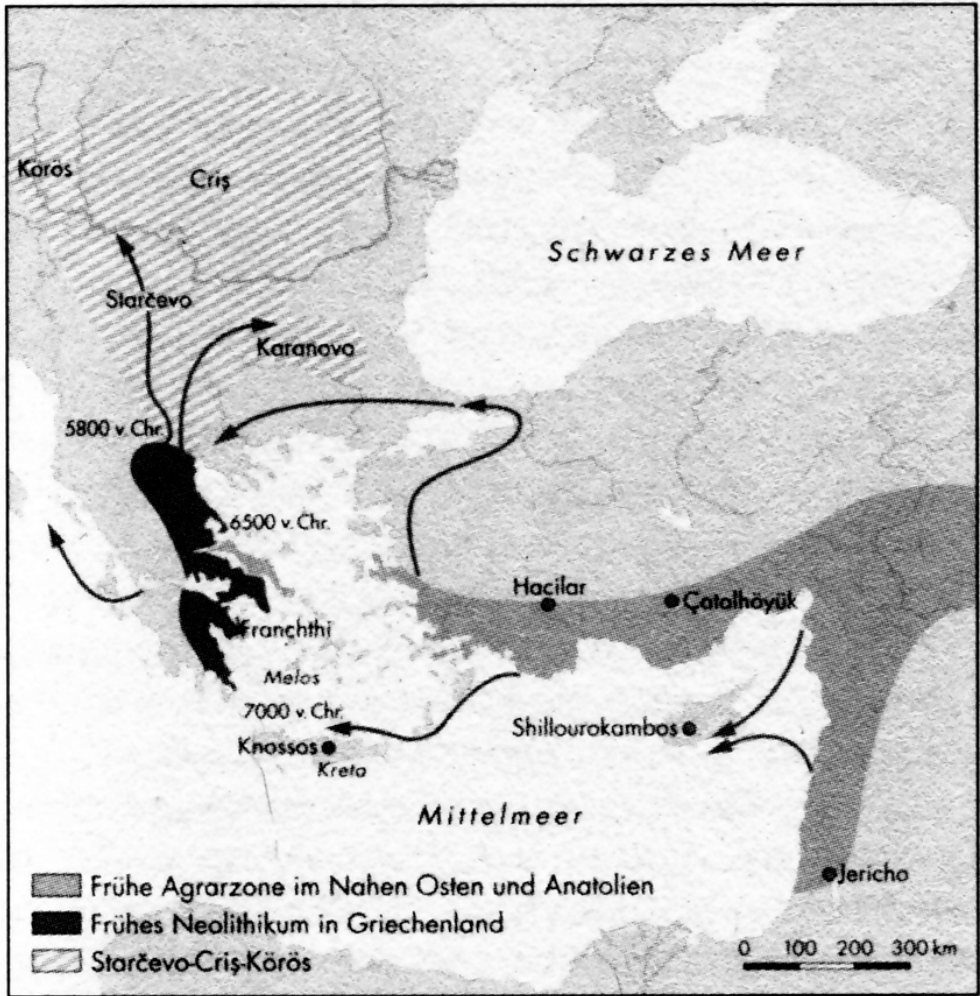 Körös
Criş
Schwarzes Meer
Starčevo
Karanovo
5800 v. Chr.
6500 v. Chr.
Hacilar
Çatalhöyük
Franchthi
Melos
7000 v. Chr.
Shillourokambos
Knossos
Kreta
Mittelmeer
Jericho
Frühe Agrarzone im Nahen Osten und Anatolien
Frühes Neolithikum in Griechenland
Starčevo-Criş-Körös
0 100 200 300 km